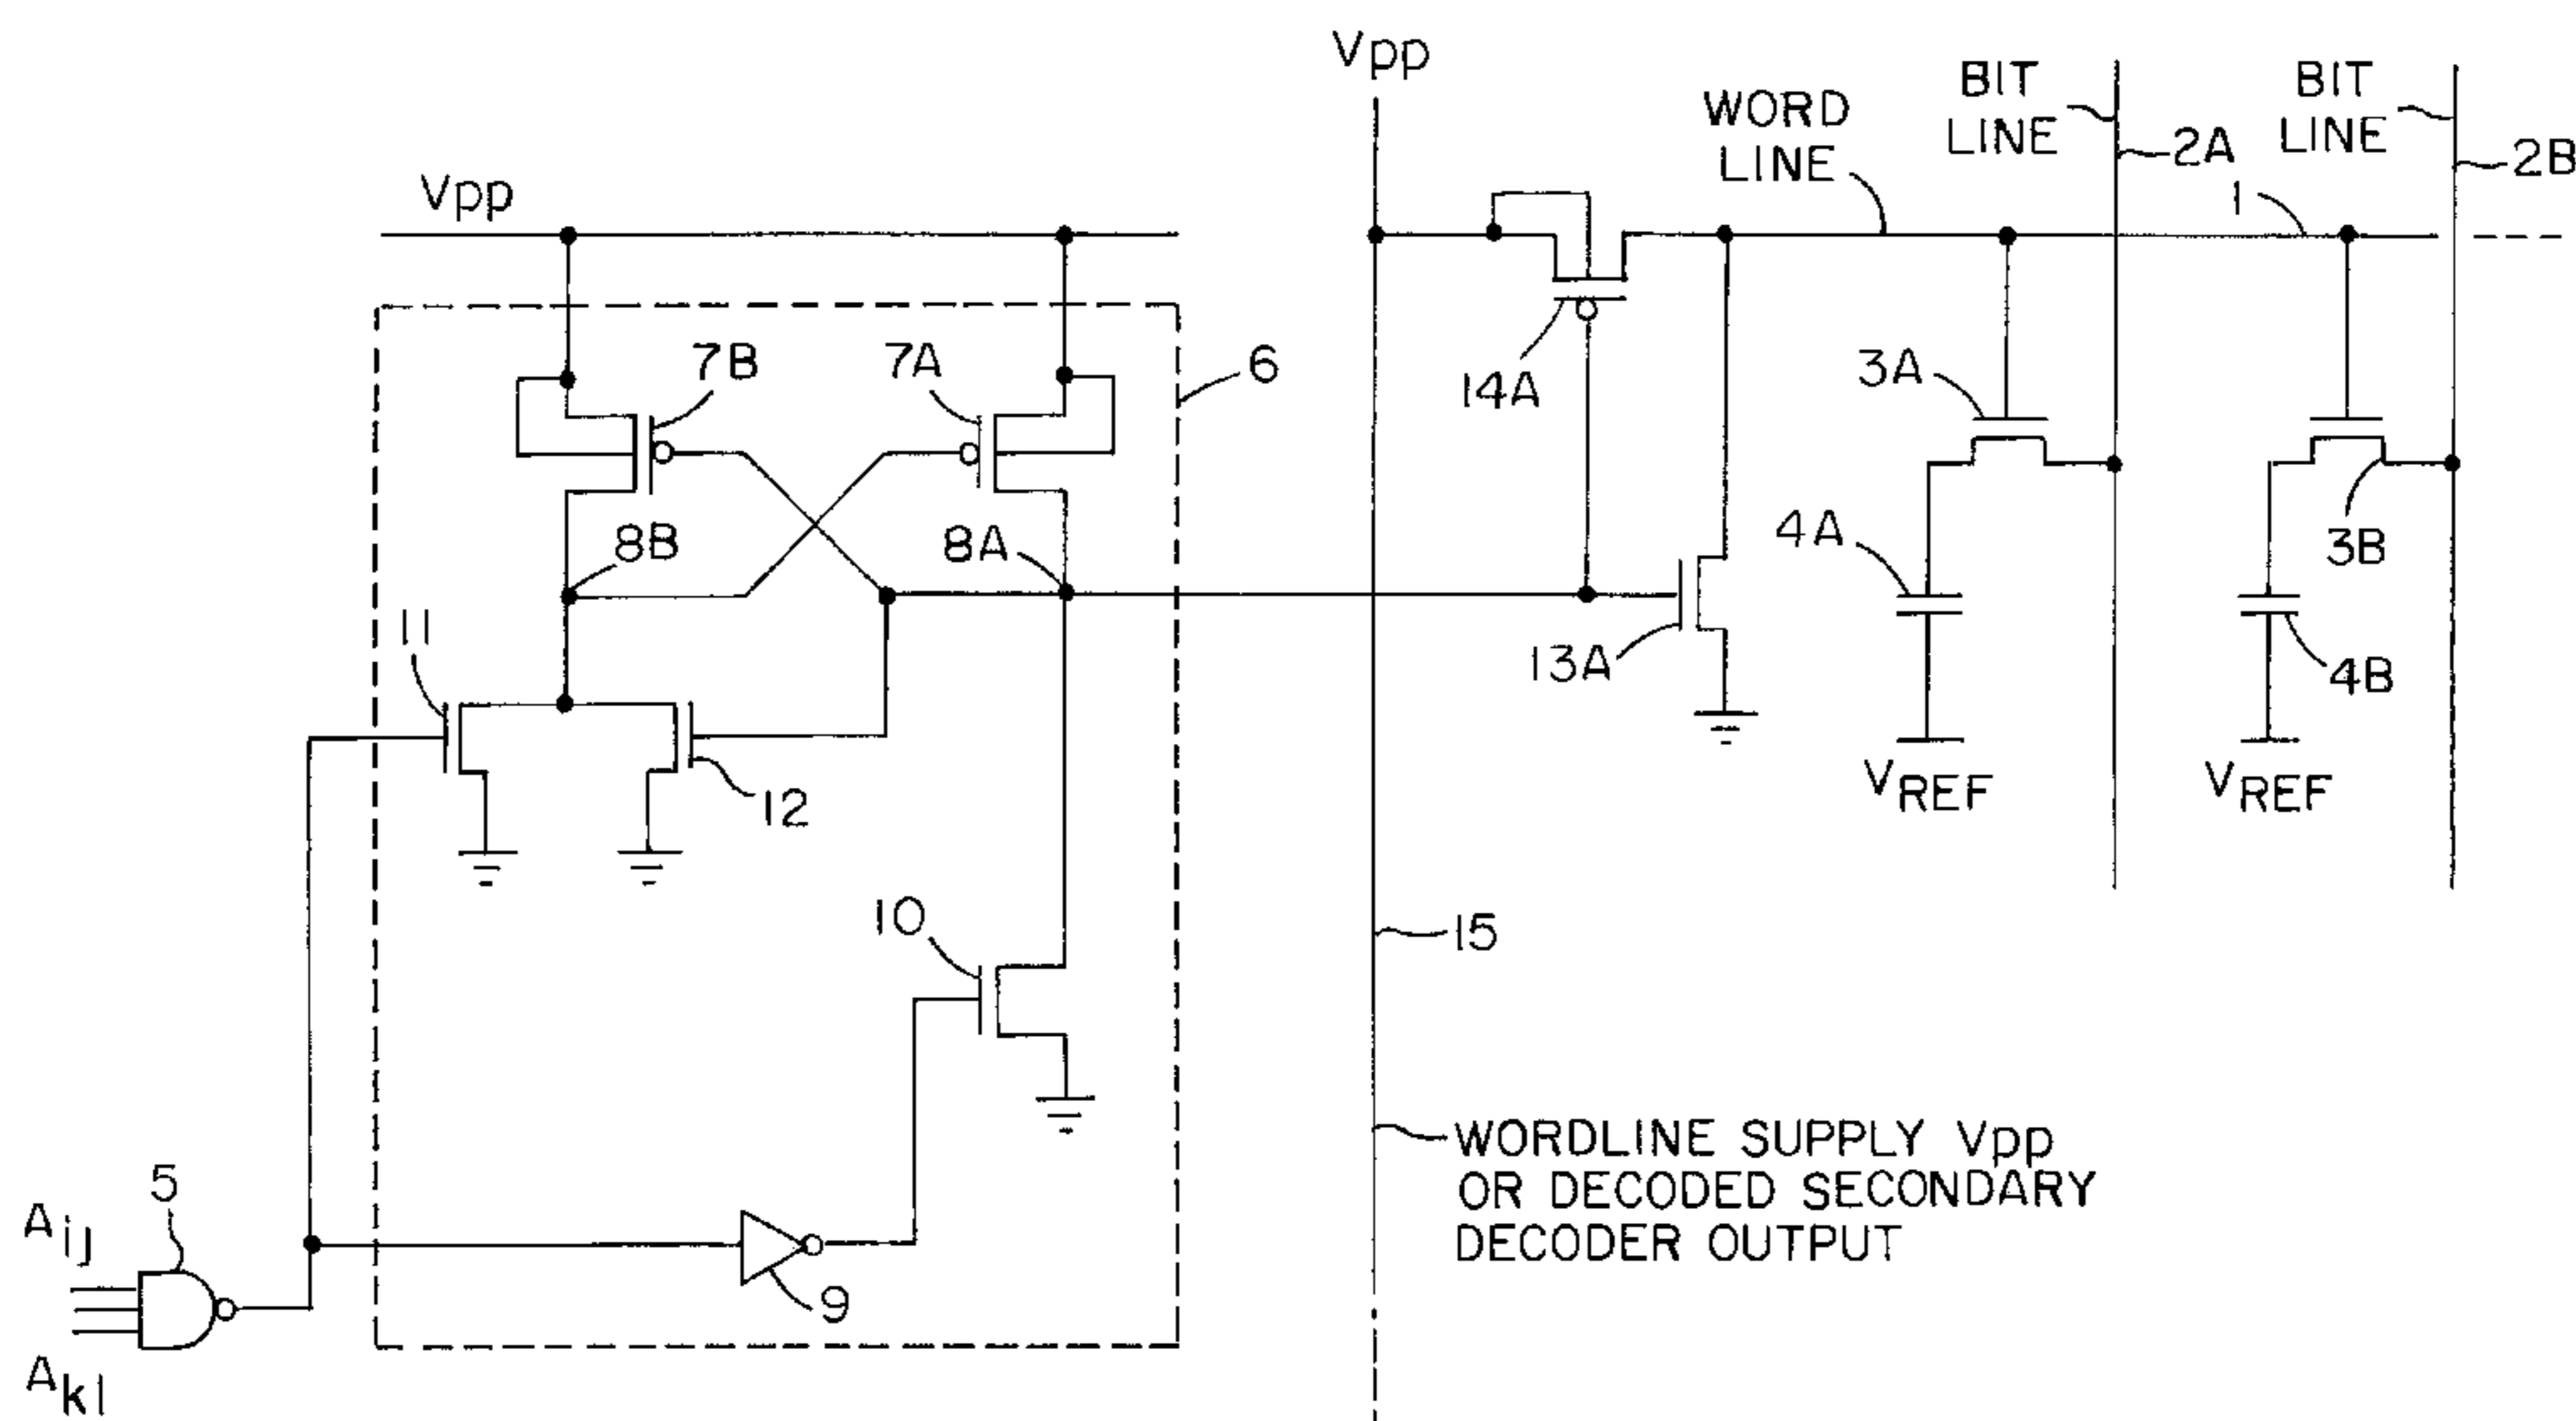 Vpp
BIT
LINE
BIT
LINE
WORD
LINE
2A
2B
1
Vpp
7B
7A
6
14A
3A
8B
8A
4A
3B
11
13A
4B
12
VREF
VREF
10
15
WORDLINE SUPPLY Vpp
OR DECODED SECONDARY
DECODER OUTPUT
5
Aij
9
Akl